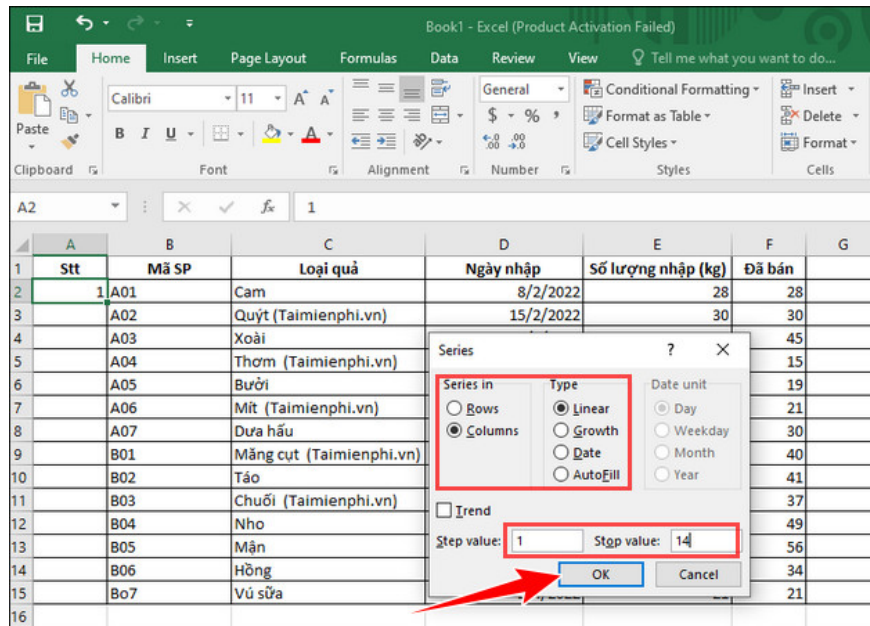 Book1 - Excel (Product Activation Failed)
File Home Insert Page Layout Formulas Data Review View Tell me what you want to do...
Calibri 11 A A General Conditional Formatting Insert
Paste B I U A $ % , Format as Table Delete
.00 .0 Cell Styles Format
Clipboard Font Alignment Number Styles Cells
A2 fx 1
A B C D E F G
1 Stt Mã SP Loại quả Ngày nhập Số lượng nhập (kg) Đã bán
2 1 A01 Cam 8/2/2022 28 28
3 A02 Quýt (Taimienphi.vn) 15/2/2022 30 30
4 A03 Xoài 45
5 A04 Thơm (Taimienphi.vn) 15
6 A05 Bưởi 19
7 A06 Mít (Taimienphi.vn) 21
8 A07 Dưa hấu 30
9 B01 Măng cụt (Taimienphi.vn) 40
10 B02 Táo 41
11 B03 Chuối (Taimienphi.vn) 37
12 B04 Nho 49
13 B05 Mận 56
14 B06 Hồng 34
15 Bo7 Vú sữa 21
16
Series ? X
Series in Type Date unit
Rows Linear Day
Columns Growth Weekday
Date Month
AutoFill Year
Trend
Step value: 1 Stop value: 14
OK Cancel